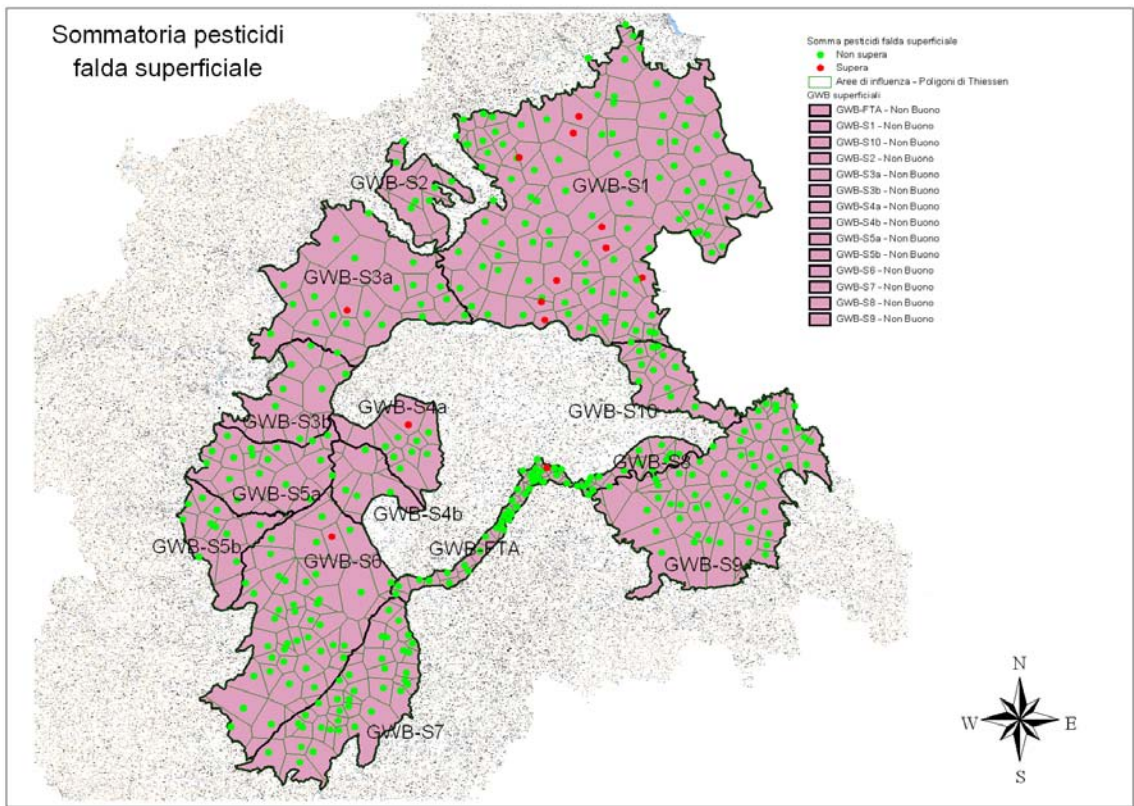 Sommatoria pesticidi
falda superficiale
Somma pesticidi falda superficiale
Non supera
Supera
Aree di influenza - Poligoni di Thiessen
GWB superficiali
GWB-FTA - Non Buono
GWB-S1 - Non Buono
GWB-S10 - Non Buono
GWB-S2 - Non Buono
GWB-S3a - Non Buono
GWB-S3b - Non Buono
GWB-S4a - Non Buono
GWB-S4b - Non Buono
GWB-S5a - Non Buono
GWB-S5b - Non Buono
GWB-S6 - Non Buono
GWB-S7 - Non Buono
GWB-S8 - Non Buono
GWB-S9 - Non Buono
GWB-S2
GWB-S1
GWB-S3a
GWB-S4a
GWB-S10
GWB-S3b
GWB-S8
GWB-S5a
GWB-S4b
GWB-S5b
GWB-FTA
GWB-S6
GWB-S9
GWB-S7
N
W
E
S